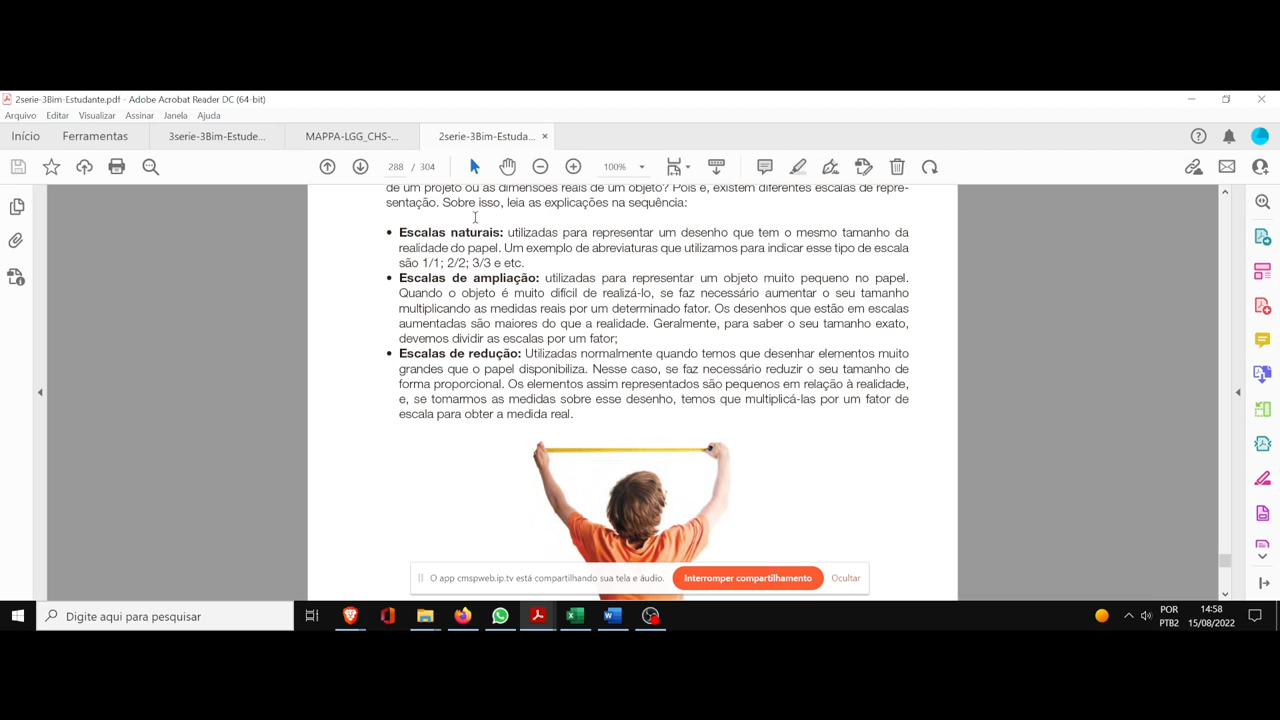 2serie-3Bim-Estudante.pdf - Adobe Acrobat Reader DC (64-bit)
Arquivo Editar Visualizar Assinar Janela Ajuda
Início Ferramentas 3serie-3Bim-Estude... MAPPA-LGG_CHS-... 2serie-3Bim-Estuda... ×
288 / 304 100%
de um projeto ou as dimensões reais de um objeto? Pois é, existem diferentes escalas de repre-
sentação. Sobre isso, leia as explicações na sequência:
• Escalas naturais: utilizadas para representar um desenho que tem o mesmo tamanho da
realidade do papel. Um exemplo de abreviaturas que utilizamos para indicar esse tipo de escala
são 1/1; 2/2; 3/3 e etc.
• Escalas de ampliação: utilizadas para representar um objeto muito pequeno no papel.
Quando o objeto é muito difícil de realizá-lo, se faz necessário aumentar o seu tamanho
multiplicando as medidas reais por um determinado fator. Os desenhos que estão em escalas
aumentadas são maiores do que a realidade. Geralmente, para saber o seu tamanho exato,
devemos dividir as escalas por um fator;
• Escalas de redução: Utilizadas normalmente quando temos que desenhar elementos muito
grandes que o papel disponibiliza. Nesse caso, se faz necessário reduzir o seu tamanho de
forma proporcional. Os elementos assim representados são pequenos em relação à realidade,
e, se tomarmos as medidas sobre esse desenho, temos que multiplicá-las por um fator de
escala para obter a medida real.
O app cmspweb.ip.tv está compartilhando sua tela e áudio. Interromper compartilhamento Ocultar
Digite aqui para pesquisar
POR 14:58
PTB2 15/08/2022